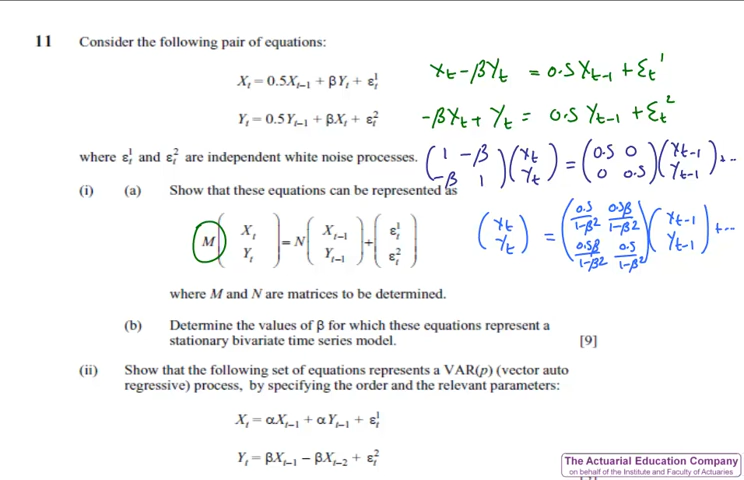 11 Consider the following pair of equations:
X_t = 0.5X_{t−1} + βY_t + ε_t^1
Y_t = 0.5Y_{t−1} + βX_t + ε_t^2
x_t − βY_t = 0.5X_{t−1} + ε_t^1
−βX_t + Y_t = 0.5 Y_{t−1} + ε_t^2
where ε_t^1 and ε_t^2 are independent white noise processes.
(1 −β; −β 1)(x_t; Y_t) = (0.5 0; 0 0.5)(x_{t−1}; Y_{t−1}) + ...
(i) (a) Show that these equations can be represented as
M(X_t; Y_t) = N(X_{t−1}; Y_{t−1}) + (ε_t^1; ε_t^2)
(x_t; Y_t) = (0.5/1−β² 0.5β/1−β²; 0.5β/1−β² 0.5/1−β²)(x_{t−1}; Y_{t−1}) + ...
where M and N are matrices to be determined.
(b) Determine the values of β for which these equations represent a
stationary bivariate time series model. [9]
(ii) Show that the following set of equations represents a VAR(p) (vector auto
regressive) process, by specifying the order and the relevant parameters:
X_t = αX_{t−1} + αY_{t−1} + ε_t^1
Y_t = βX_{t−1} − βX_{t−2} + ε_t^2
The Actuarial Education Company
on behalf of the Institute and Faculty of Actuaries